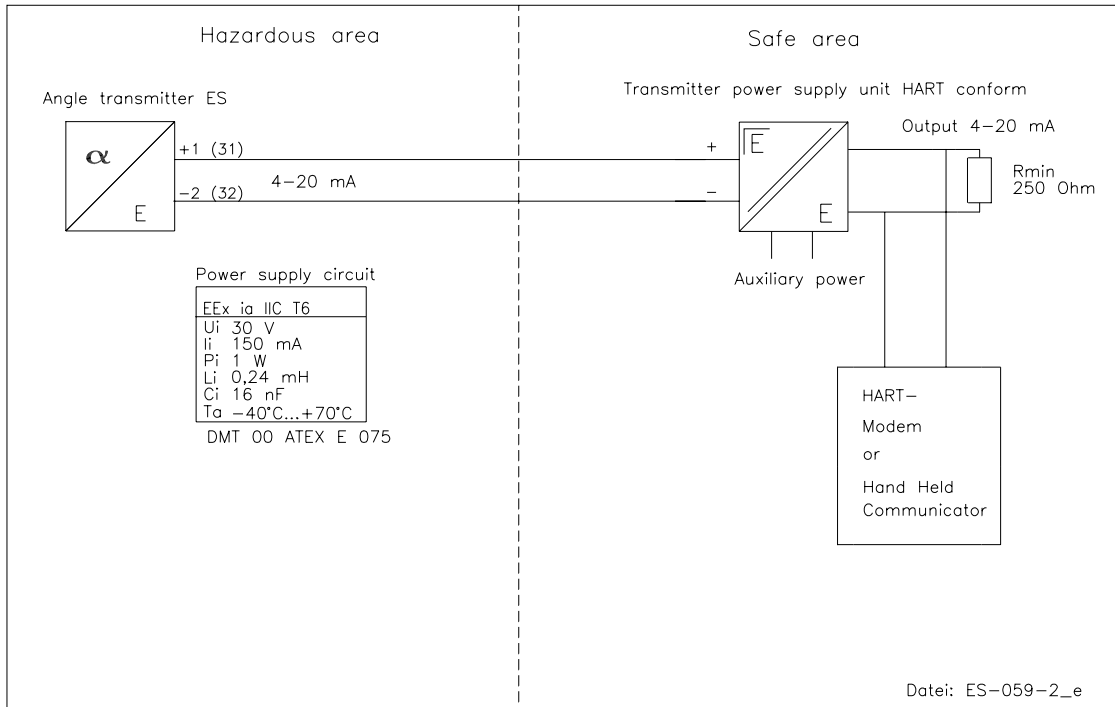 Hazardous area
Safe area
Angle transmitter ES
Transmitter power supply unit HART conform
Output 4-20 mA
α
E
+1 (31)
-2 (32)
4-20 mA
+
-
E
E
Rmin
250 Ohm
Auxiliary power
Power supply circuit
EEx ia IIC T6
Ui 30 V
Ii 150 mA
Pi 1 W
Li 0,24 mH
Ci 16 nF
Ta -40°C...+70°C
DMT 00 ATEX E 075
HART-
Modem
or
Hand Held
Communicator
Datei: ES-059-2_e